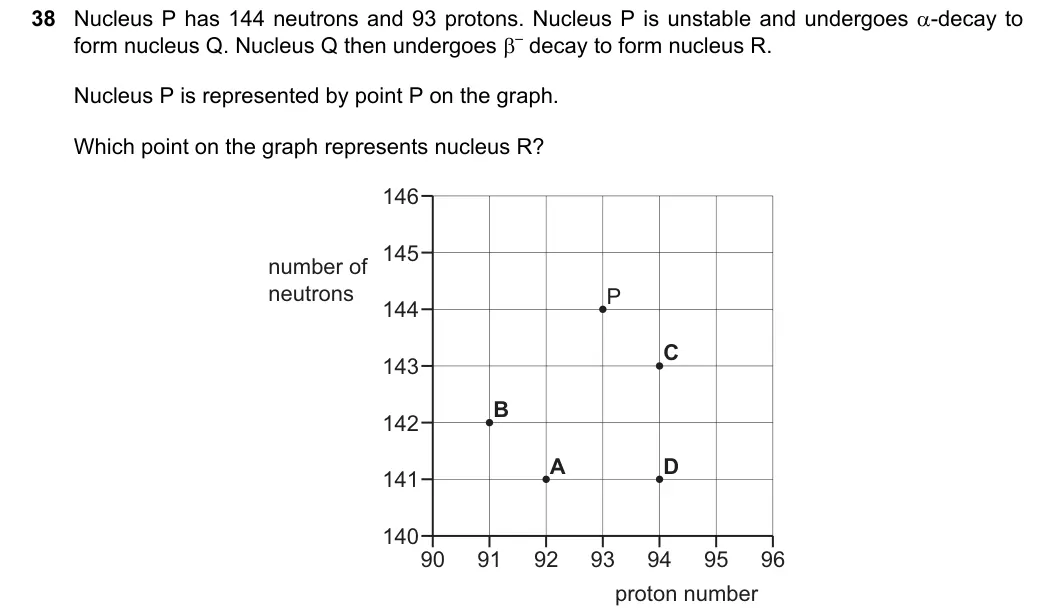 38 Nucleus P has 144 neutrons and 93 protons. Nucleus P is unstable and undergoes α-decay to
form nucleus Q. Nucleus Q then undergoes β⁻ decay to form nucleus R.
Nucleus P is represented by point P on the graph.
Which point on the graph represents nucleus R?
146
145
number of
neutrons
144
P
143
C
142
B
141
A
D
140
90 91 92 93 94 95 96
proton number